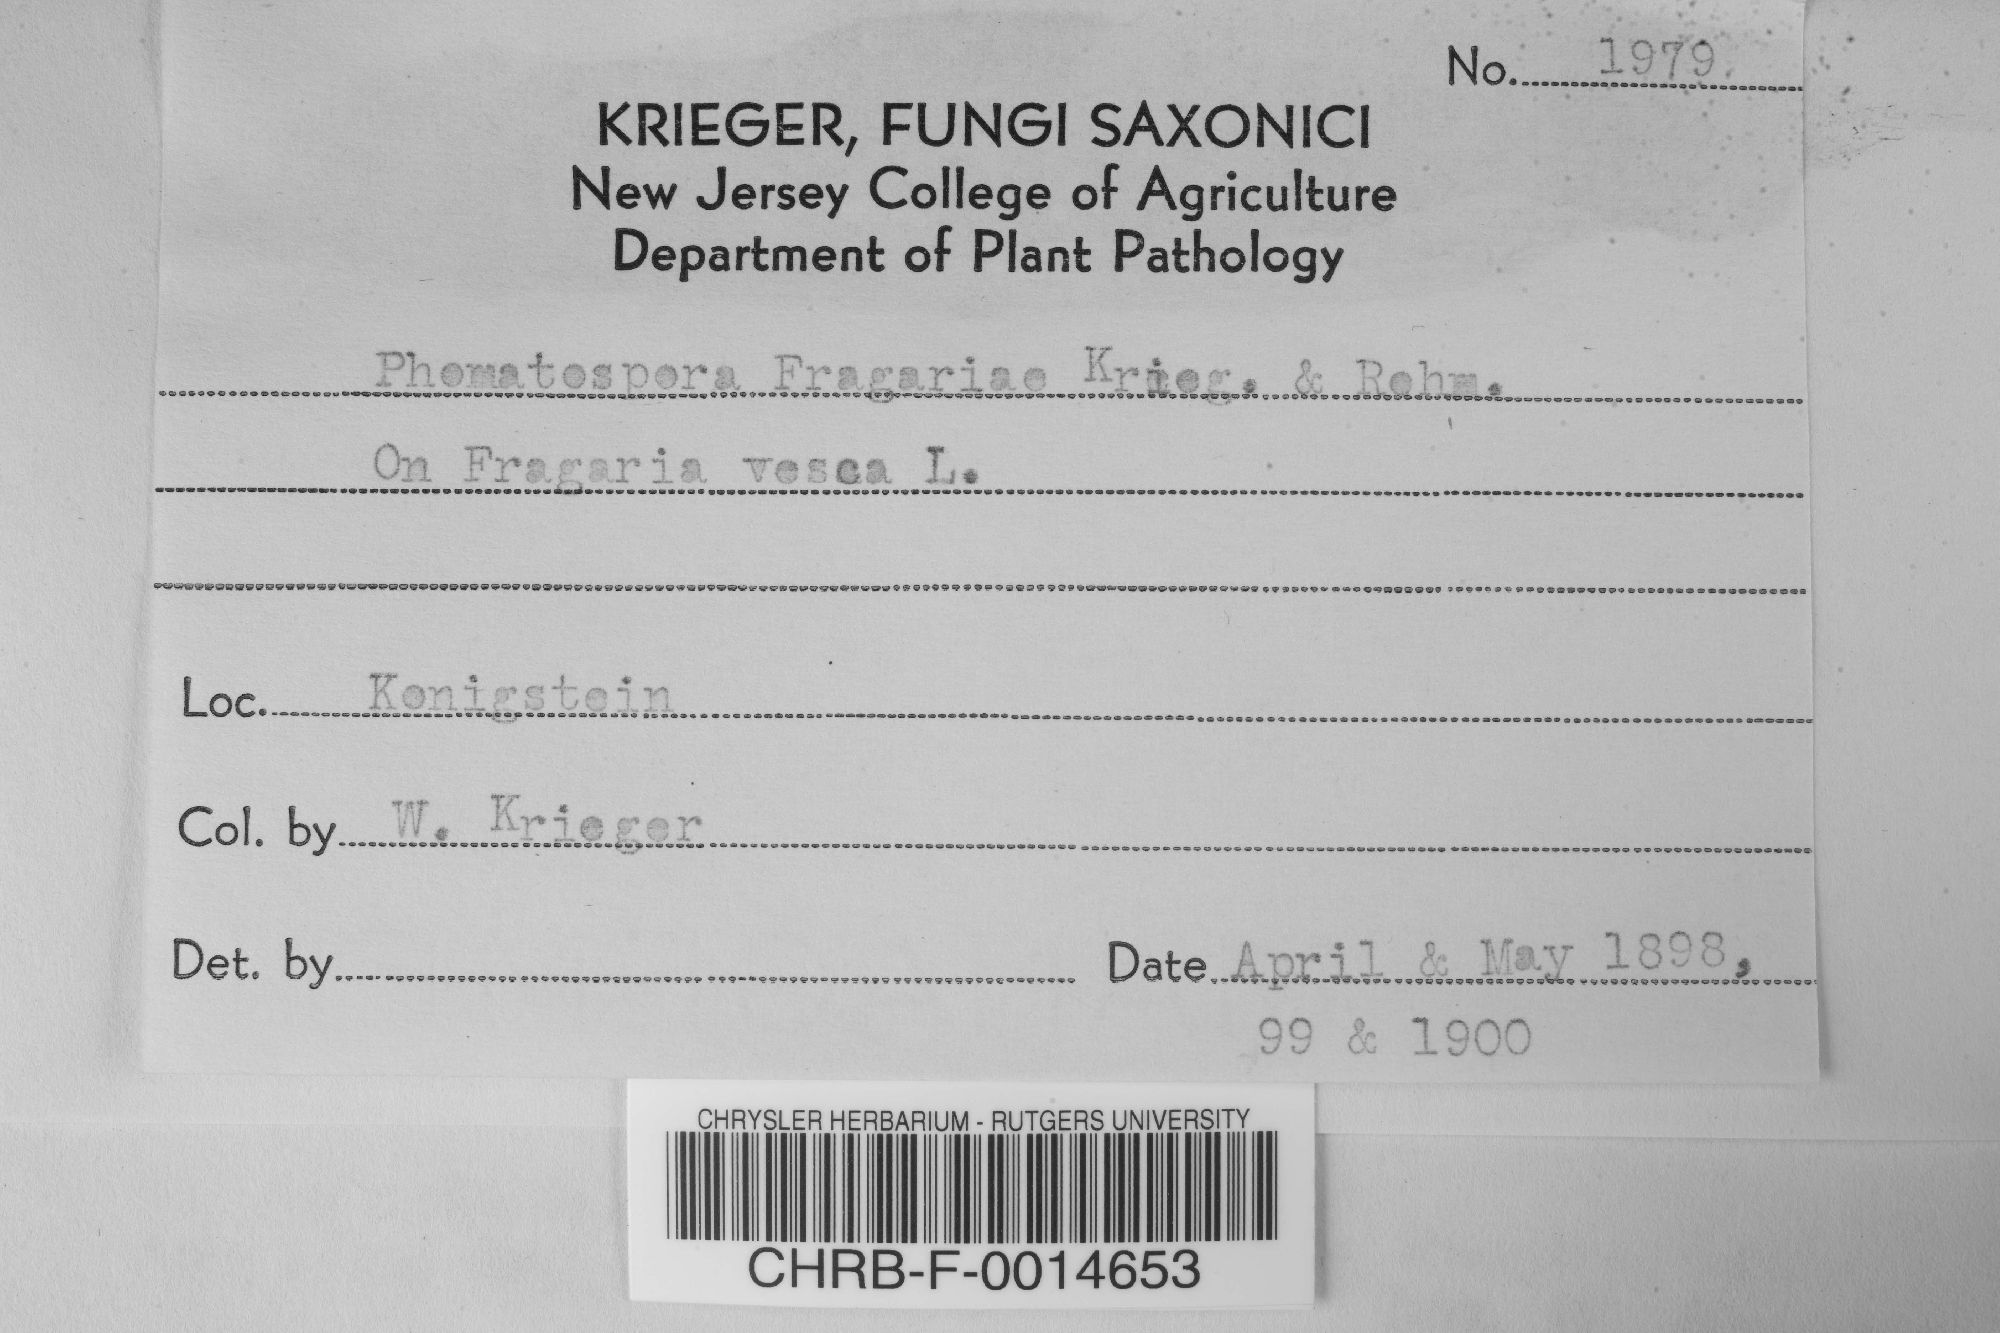 No. 1979.
KRIEGER, FUNGI SAXONICI
New Jersey College of Agriculture
Department of Plant Pathology
Phomatospora Fragariae Krieg. & Rehm.
On Fragaria vesca L.
Loc. Konigstein
Col. by W. Krieger
Det. by Date April & May 1898,
99 & 1900
CHRYSLER HERBARIUM - RUTGERS UNIVERSITY
CHRB-F-0014653